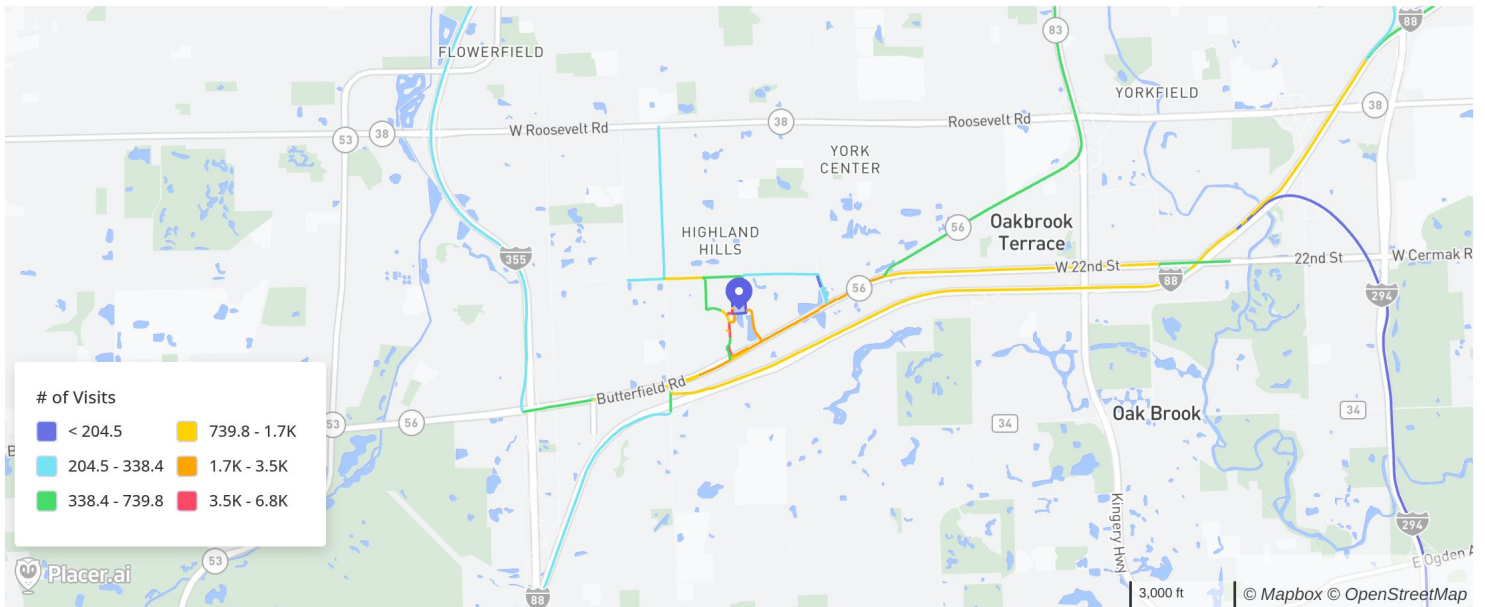 FLOWERFIELD
88
83
YORKFIELD
38
53
38
W Roosevelt Rd
38
Roosevelt Rd
YORK
CENTER
HIGHLAND
HILLS
56
Oakbrook
Terrace
355
W 22nd St
88
22nd St
W Cermak R
56
294
# of Visits
< 204.5
739.8 - 1.7K
204.5 - 338.4
1.7K - 3.5K
338.4 - 739.8
3.5K - 6.8K
Butterfield Rd
53
56
B
34
Oak Brook
34
Kingery Hwy
294
53
E Ogden A
Placer.ai
88
3,000 ft
© Mapbox © OpenStreetMap